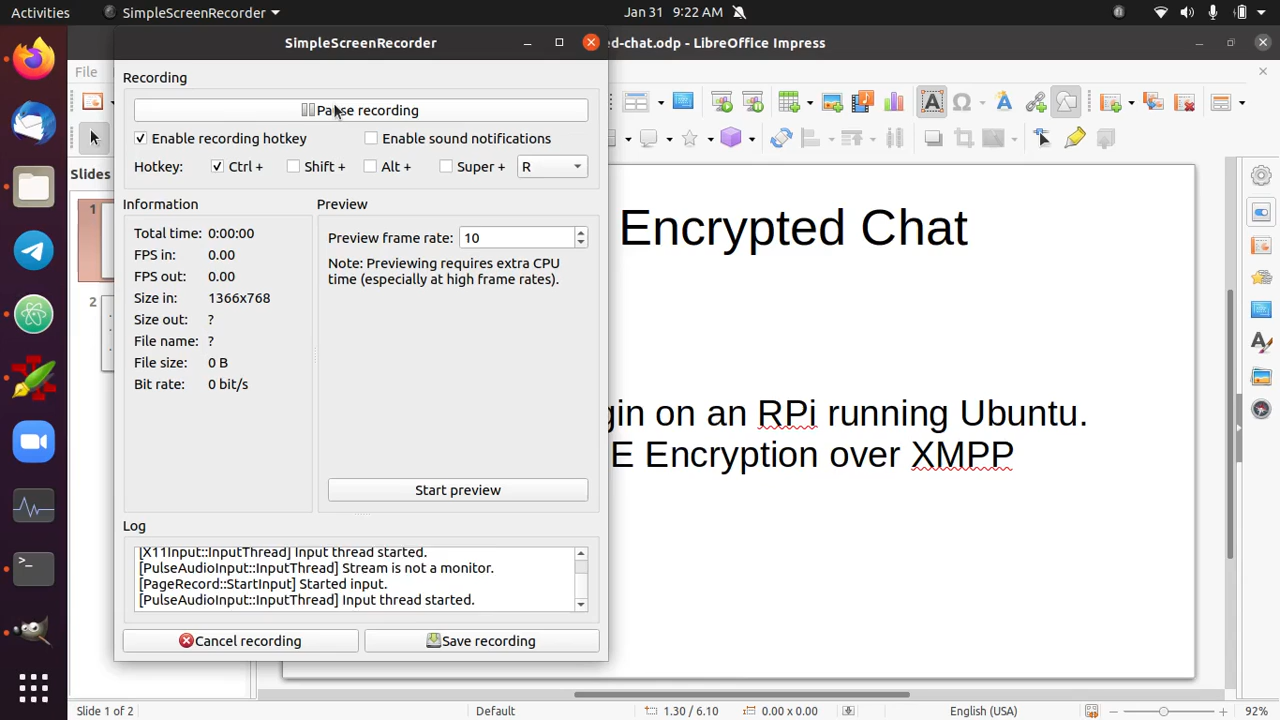 Activities
SimpleScreenRecorder
Jan 31 9:22 AM
SimpleScreenRecorder
d-chat.odp - LibreOffice Impress
File
Recording
Pause recording
Enable recording hotkey
Enable sound notifications
Hotkey:
Ctrl +
Shift +
Alt +
Super +
R
Slides
Information
Preview
Total time: 0:00:00
FPS in: 0.00
FPS out: 0.00
Size in: 1366x768
Size out: ?
File name: ?
File size: 0 B
Bit rate: 0 bit/s
Preview frame rate: 10
Note: Previewing requires extra CPU
time (especially at high frame rates).
Start preview
1
2
Encrypted Chat
gin on an RPi running Ubuntu.
E Encryption over XMPP
Log
[X11Input::InputThread] Input thread started.
[PulseAudioInput::InputThread] Stream is not a monitor.
[PageRecord::StartInput] Started input.
[PulseAudioInput::InputThread] Input thread started.
Cancel recording
Save recording
Slide 1 of 2
Default
1.30 / 6.10
0.00 x 0.00
English (USA)
92%